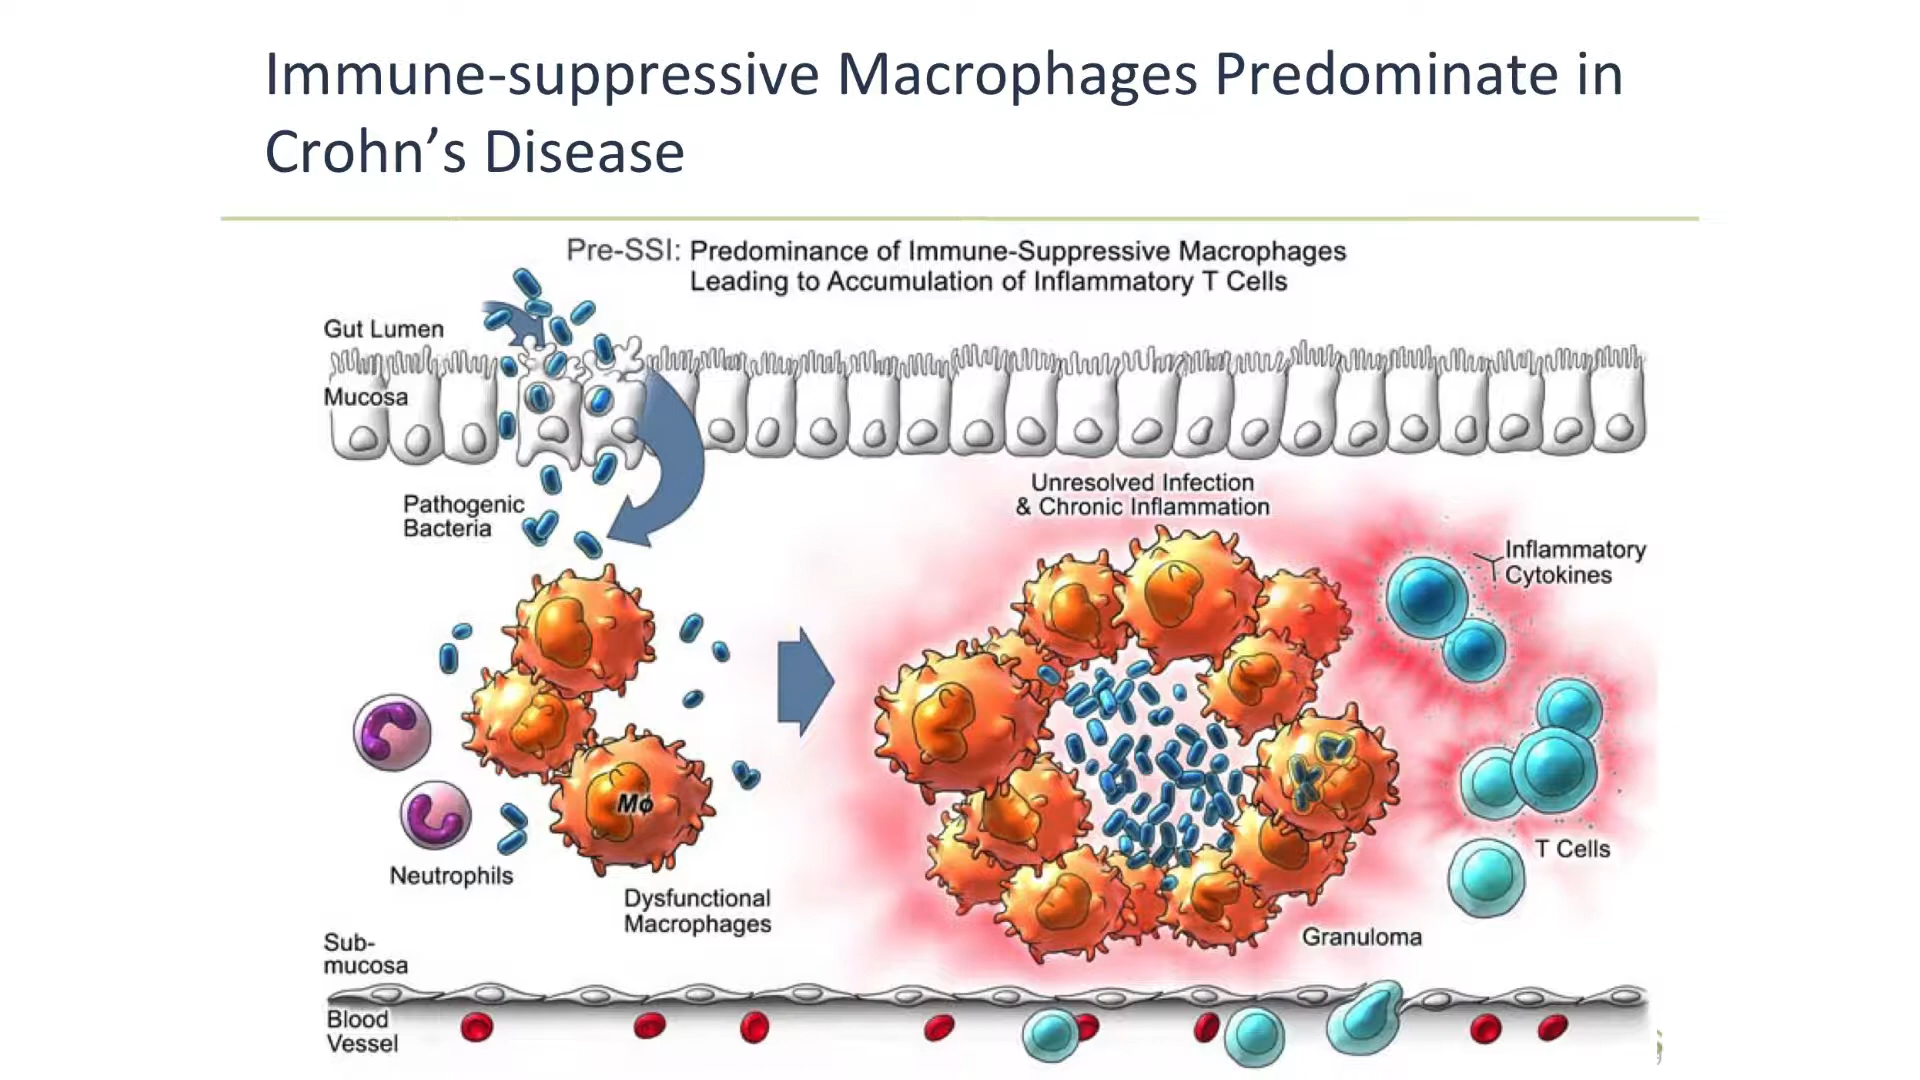 Immune-suppressive Macrophages Predominate in
Crohn’s Disease
Pre-SSI: Predominance of Immune-Suppressive Macrophages
Leading to Accumulation of Inflammatory T Cells
Gut Lumen
Mucosa
Pathogenic
Bacteria
Unresolved Infection
& Chronic Inflammation
Inflammatory
Cytokines
Mϕ
Neutrophils
Dysfunctional
Macrophages
T Cells
Granuloma
Sub-
mucosa
Blood
Vessel